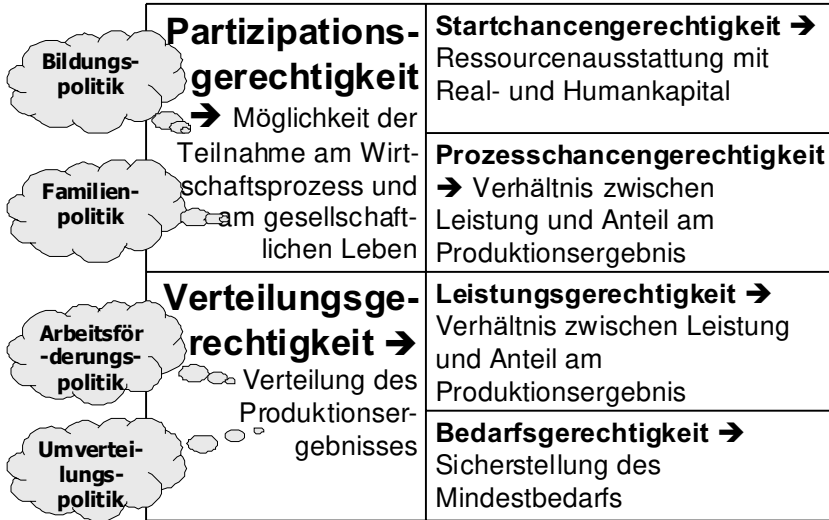 Bildungs-
politik
Familien-
politik
Arbeitsför
-derungs-
politik
Umvertei-
lungs-
politik
Partizipations-
gerechtigkeit
➔ Möglichkeit der
Teilnahme am Wirt-
schaftsprozess und
am gesellschaft-
lichen Leben
Startchancengerechtigkeit ➔
Ressourcenausstattung mit
Real- und Humankapital
Prozesschancengerechtigkeit
➔ Verhältnis zwischen
Leistung und Anteil am
Produktionsergebnis
Verteilungsge-
rechtigkeit ➔
Verteilung des
Produktionser-
gebnisses
Leistungsgerechtigkeit ➔
Verhältnis zwischen Leistung
und Anteil am
Produktionsergebnis
Bedarfsgerechtigkeit ➔
Sicherstellung des
Mindestbedarfs